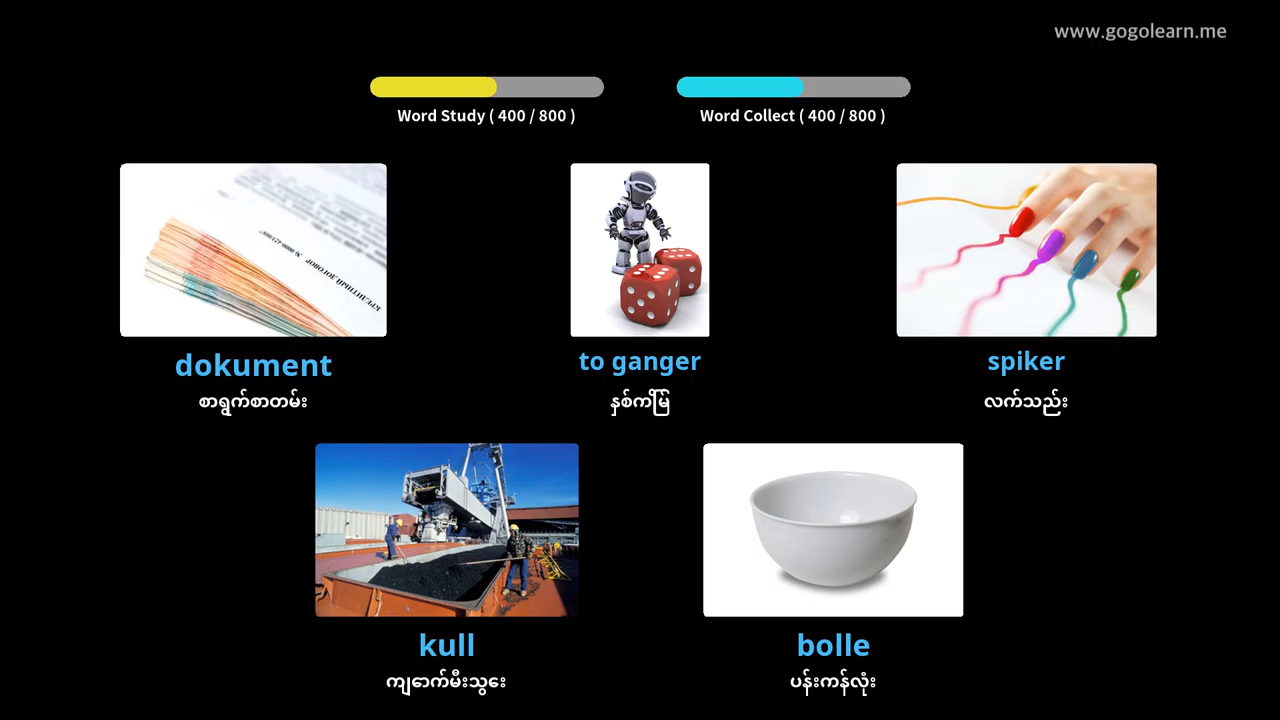 www.gogolearn.me
Word Study ( 400 / 800 )
Word Collect ( 400 / 800 )
dokument
စာရွက်စာတမ်း
to ganger
နှစ်ကြိမ်
spiker
လက်သည်း
kull
ကျောက်မီးသွေး
bolle
ပန်းကန်လုံး